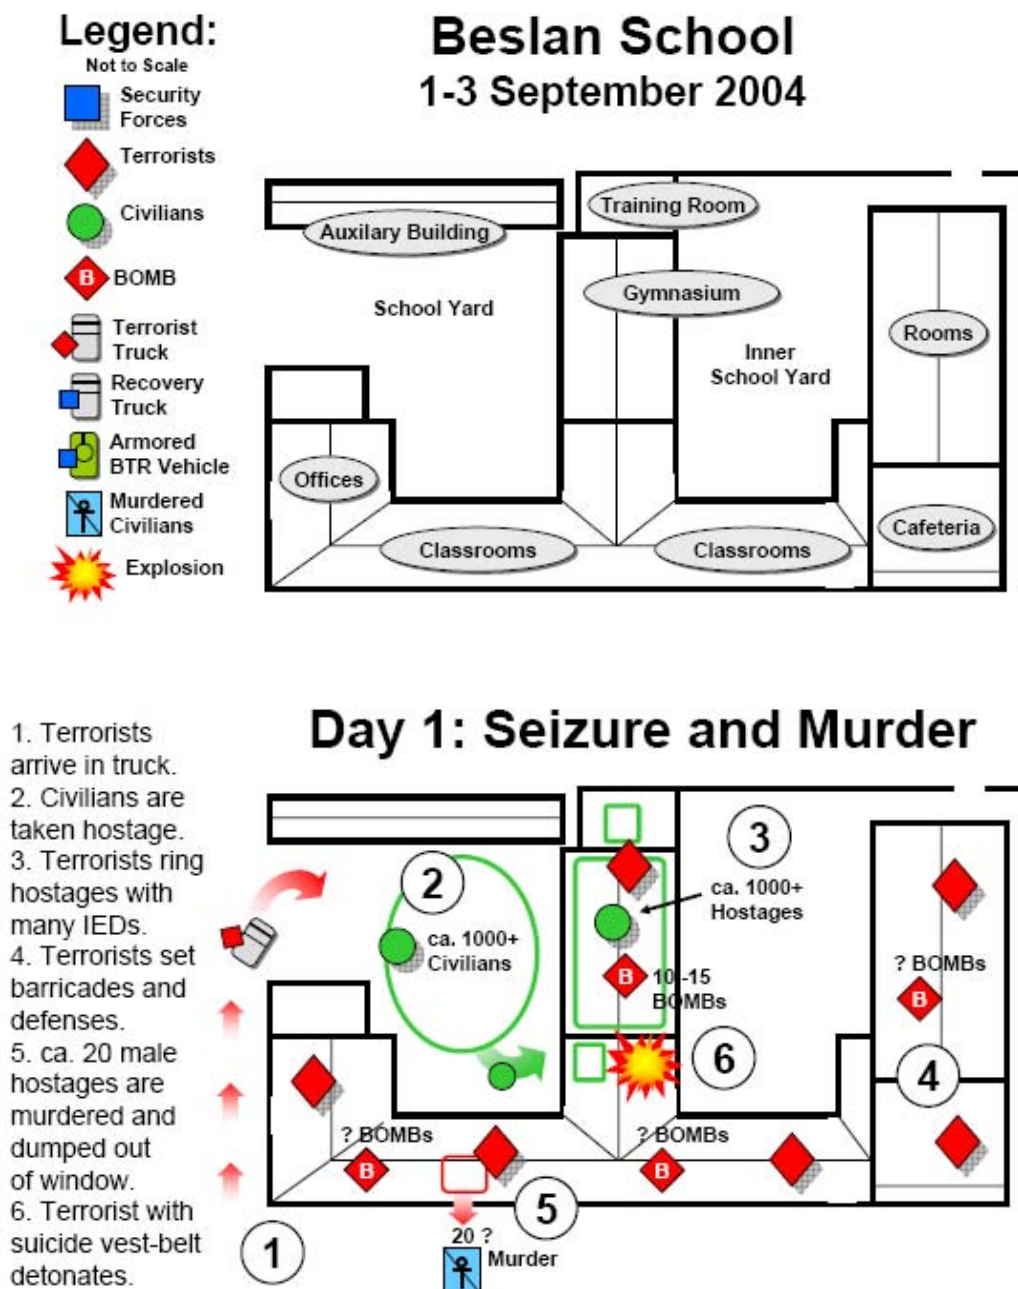 Legend:
Not to Scale
Security
Forces
Terrorists
Civilians
B BOMB
Terrorist
Truck
Recovery
Truck
Armored
BTR Vehicle
Murdered
Civilians
Explosion
Beslan School
1-3 September 2004
Training Room
Auxilary Building
School Yard
Gymnasium
Inner
School Yard
Rooms
Offices
Classrooms
Classrooms
Cafeteria
Day 1: Seizure and Murder
1. Terrorists
arrive in truck.
2. Civilians are
taken hostage.
3. Terrorists ring
hostages with
many IEDs.
4. Terrorists set
barricades and
defenses.
5. ca. 20 male
hostages are
murdered and
dumped out
of window.
6. Terrorist with
suicide vest-belt
detonates.
2
ca. 1000+
Civilians
3
ca. 1000+
Hostages
B
10 -15
BOMBs
? BOMBs
B
6
4
? BOMBs
B
? BOMBs
B
5
1
20 ?
Murder